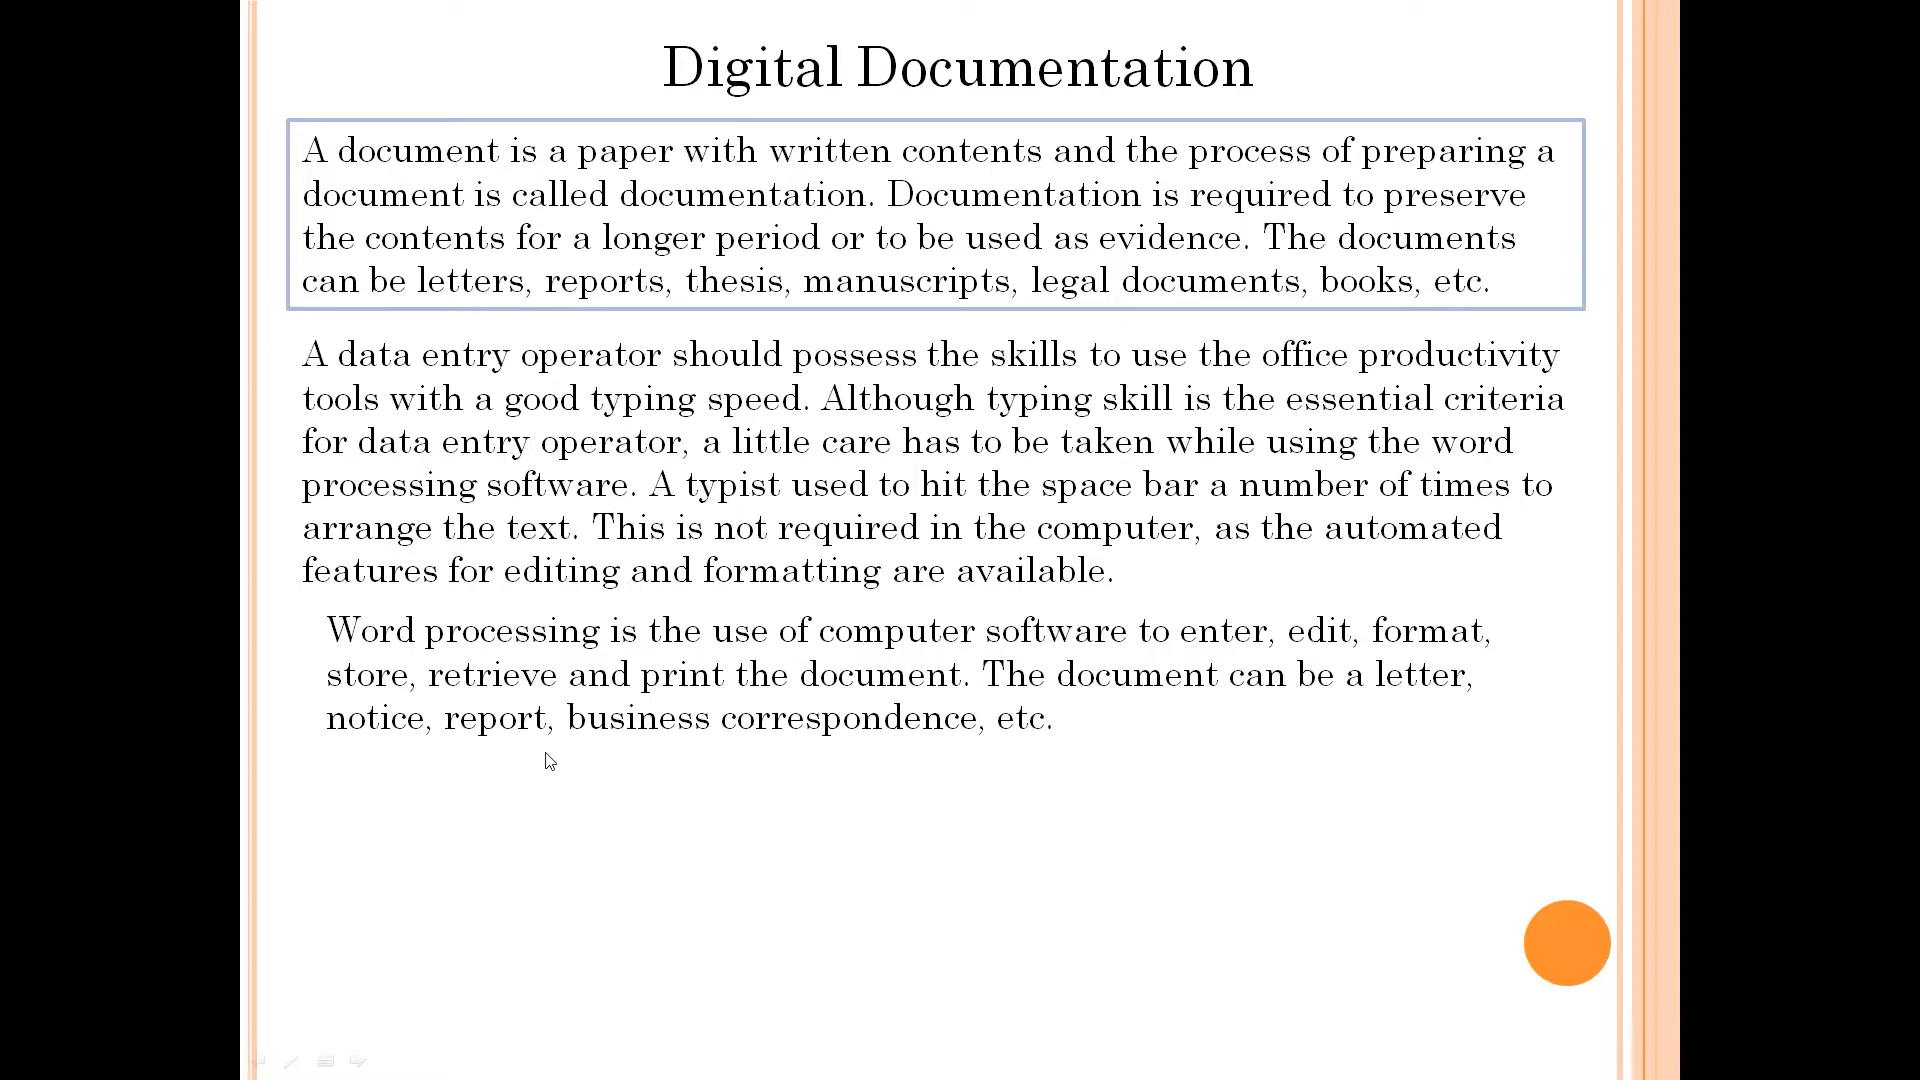 Digital Documentation
A document is a paper with written contents and the process of preparing a
document is called documentation. Documentation is required to preserve
the contents for a longer period or to be used as evidence. The documents
can be letters, reports, thesis, manuscripts, legal documents, books, etc.
A data entry operator should possess the skills to use the office productivity
tools with a good typing speed. Although typing skill is the essential criteria
for data entry operator, a little care has to be taken while using the word
processing software. A typist used to hit the space bar a number of times to
arrange the text. This is not required in the computer, as the automated
features for editing and formatting are available.
Word processing is the use of computer software to enter, edit, format,
store, retrieve and print the document. The document can be a letter,
notice, report, business correspondence, etc.